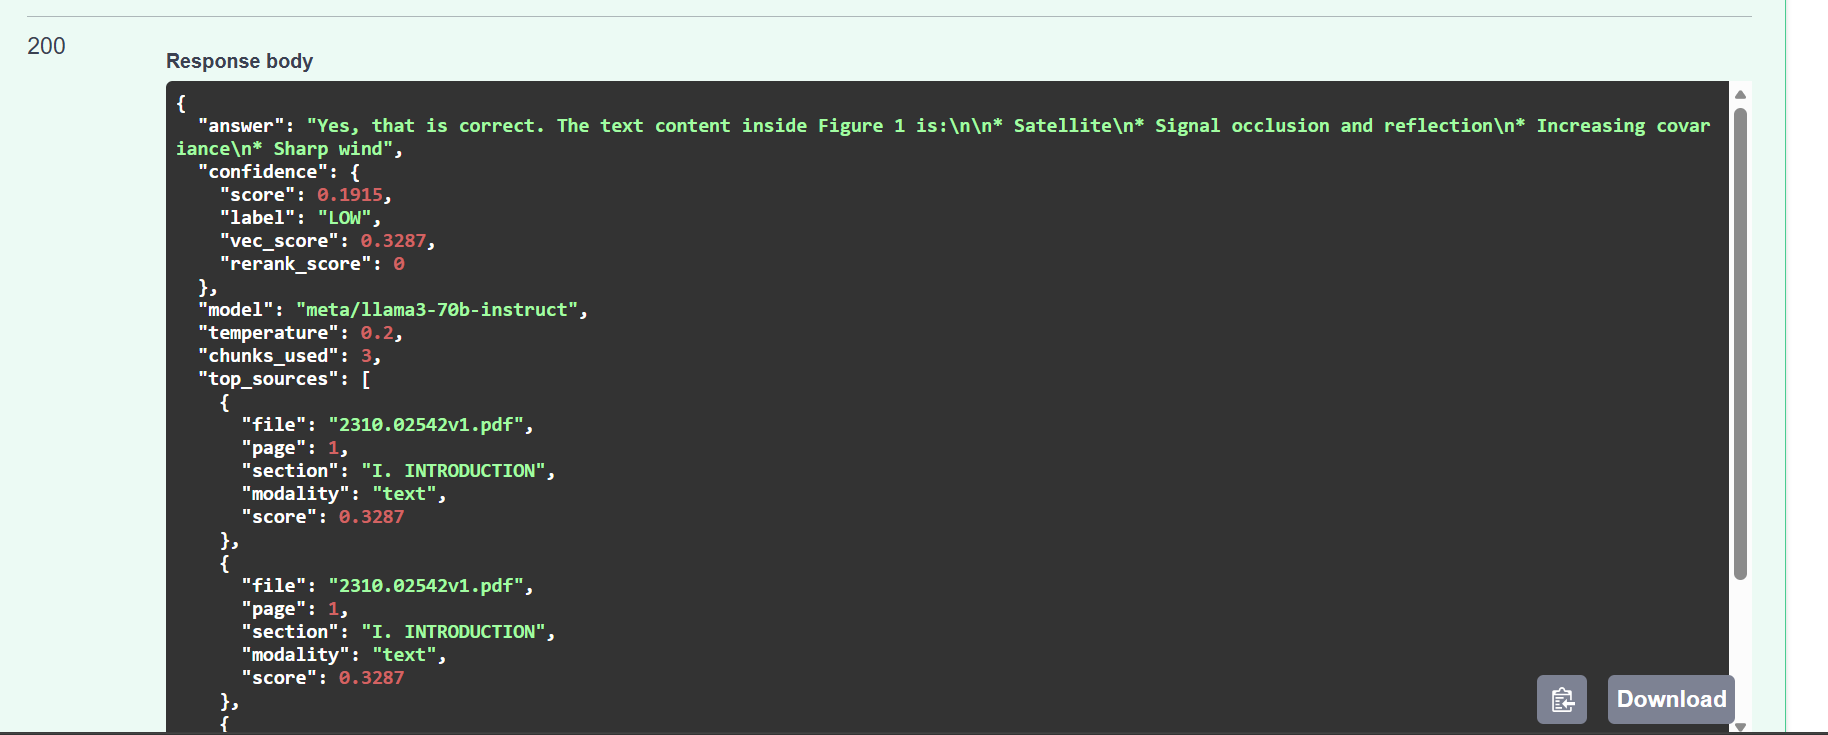 200
Response body
{
  "answer": "Yes, that is correct. The text content inside Figure 1 is:\n\n* Satellite\n* Signal occlusion and reflection\n* Increasing covar
iance\n* Sharp wind",
  "confidence": {
    "score": 0.1915,
    "label": "LOW",
    "vec_score": 0.3287,
    "rerank_score": 0
  },
  "model": "meta/llama3-70b-instruct",
  "temperature": 0.2,
  "chunks_used": 3,
  "top_sources": [
    {
      "file": "2310.02542v1.pdf",
      "page": 1,
      "section": "I. INTRODUCTION",
      "modality": "text",
      "score": 0.3287
    },
    {
      "file": "2310.02542v1.pdf",
      "page": 1,
      "section": "I. INTRODUCTION",
      "modality": "text",
      "score": 0.3287
    },
    {
Download